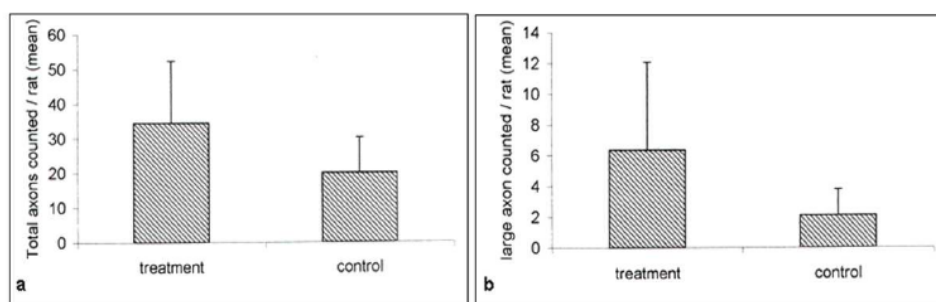 Total axons counted / rat (mean)
60
50
40
30
20
10
0
treatment control
a
large axon counted / rat (mean)
14
12
10
8
6
4
2
0
treatment control
b